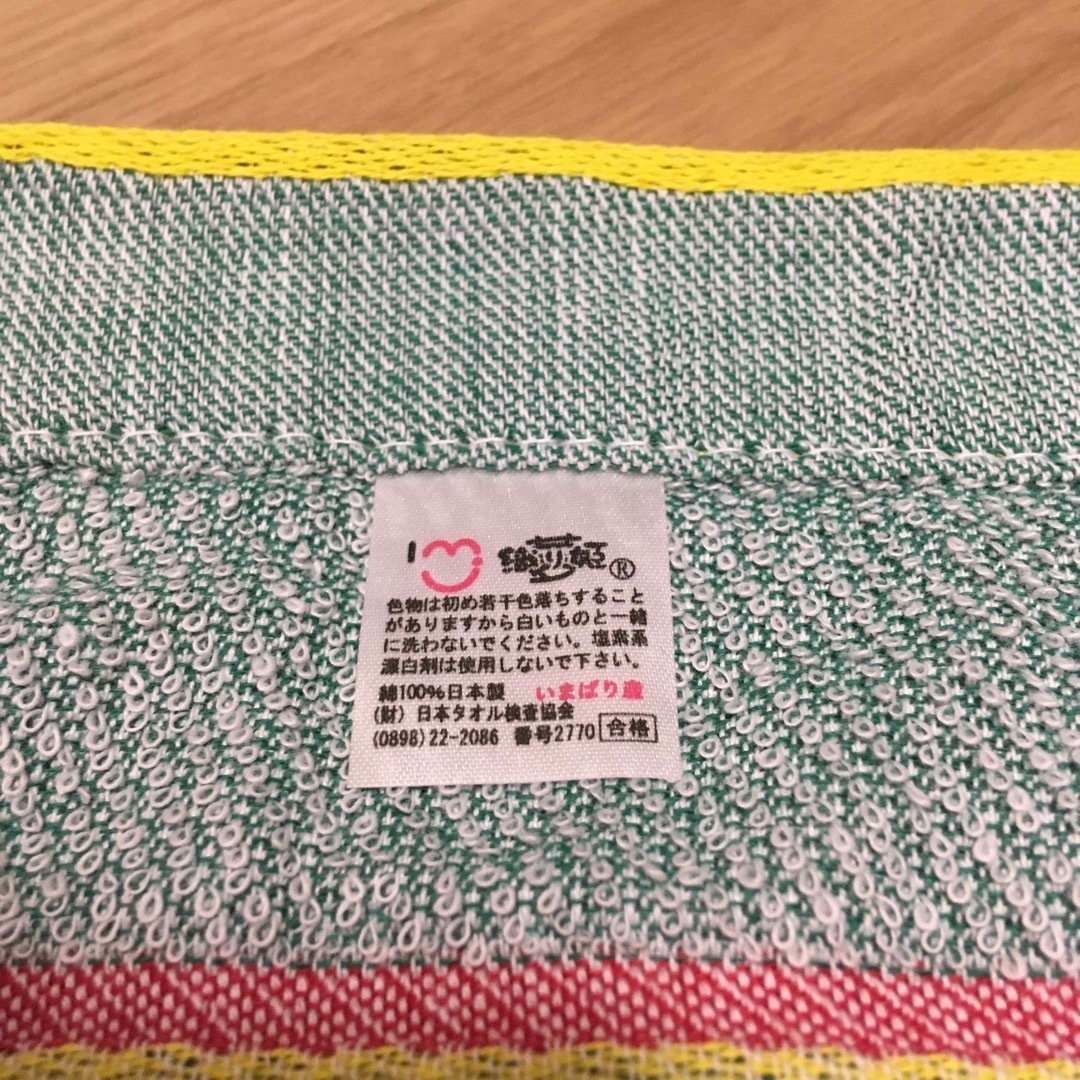 I
織り夢姫®
色物は初め若干色落ちすること
がありますから白いものと一緒
に洗わないでください。塩素系
漂白剤は使用しないで下さい。
綿100%日本製 いまばり産
(財)日本タオル検査協会
(0898)22-2086 番号2770 合格